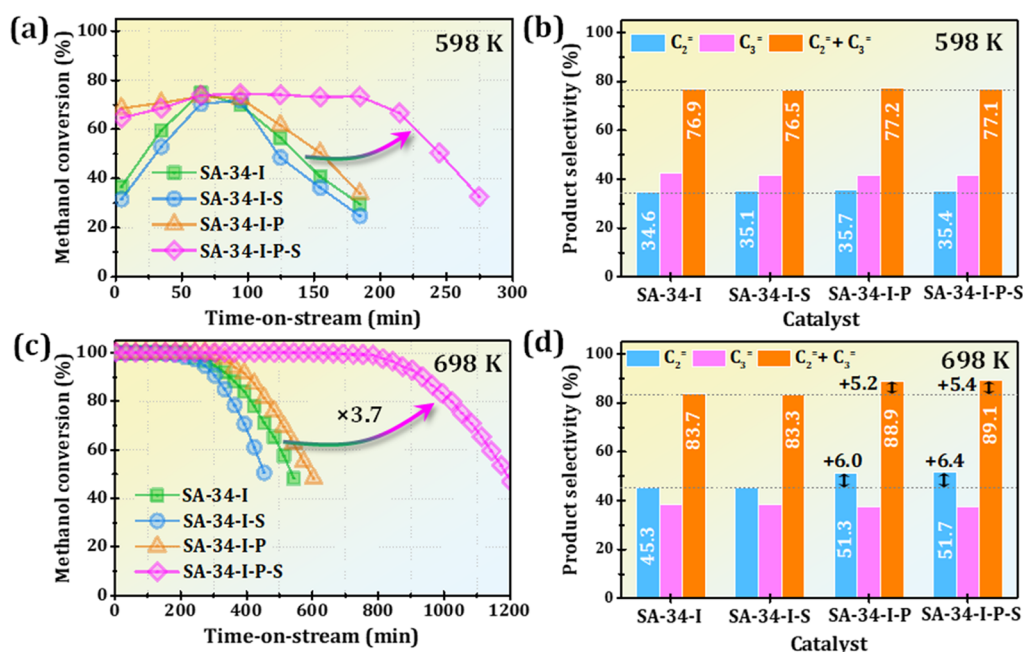 (a)
598 K
Methanol conversion (%)
100
80
60
40
20
0
SA-34-I
SA-34-I-S
SA-34-I-P
SA-34-I-P-S
0 50 100 150 200 250 300
Time-on-stream (min)
(b)
598 K
C₂⁼ C₃⁼ C₂⁼+ C₃⁼
Product selectivity (%)
100
80
60
40
20
0
34.6 76.9 35.1 76.5 35.7 77.2 35.4 77.1
SA-34-I SA-34-I-S SA-34-I-P SA-34-I-P-S
Catalyst
(c)
698 K
Methanol conversion (%)
100
80
60
40
20
0
×3.7
SA-34-I
SA-34-I-S
SA-34-I-P
SA-34-I-P-S
0 200 400 600 800 1000 1200
Time-on-stream (min)
(d)
698 K
C₂⁼ C₃⁼ C₂⁼+ C₃⁼
Product selectivity (%)
100
80
60
40
20
0
+5.2 +5.4
+6.0 +6.4
45.3 83.7 83.3 51.3 88.9 51.7 89.1
SA-34-I SA-34-I-S SA-34-I-P SA-34-I-P-S
Catalyst